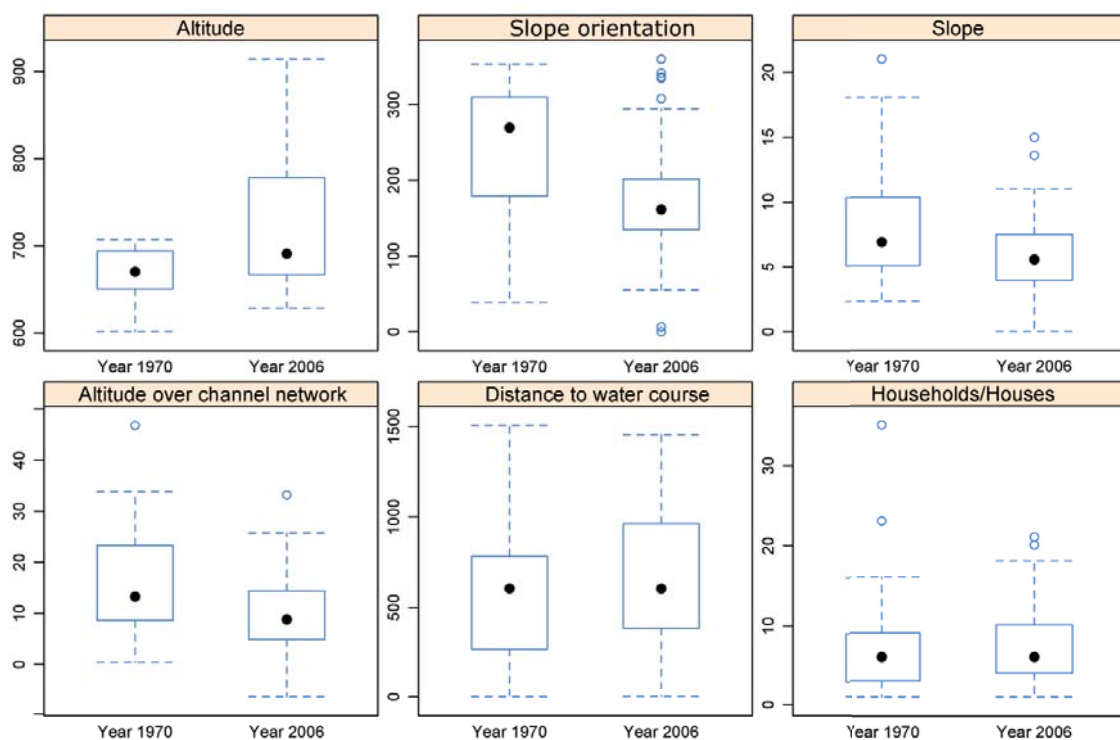 Altitude
Slope orientation
Slope
900
800
700
600
300
200
100
0
20
15
10
5
0
Year 1970 Year 2006
Year 1970 Year 2006
Year 1970 Year 2006
Altitude over channel network
Distance to water course
Households/Houses
40
30
20
10
0
1500
1000
500
0
30
20
10
0
Year 1970 Year 2006
Year 1970 Year 2006
Year 1970 Year 2006